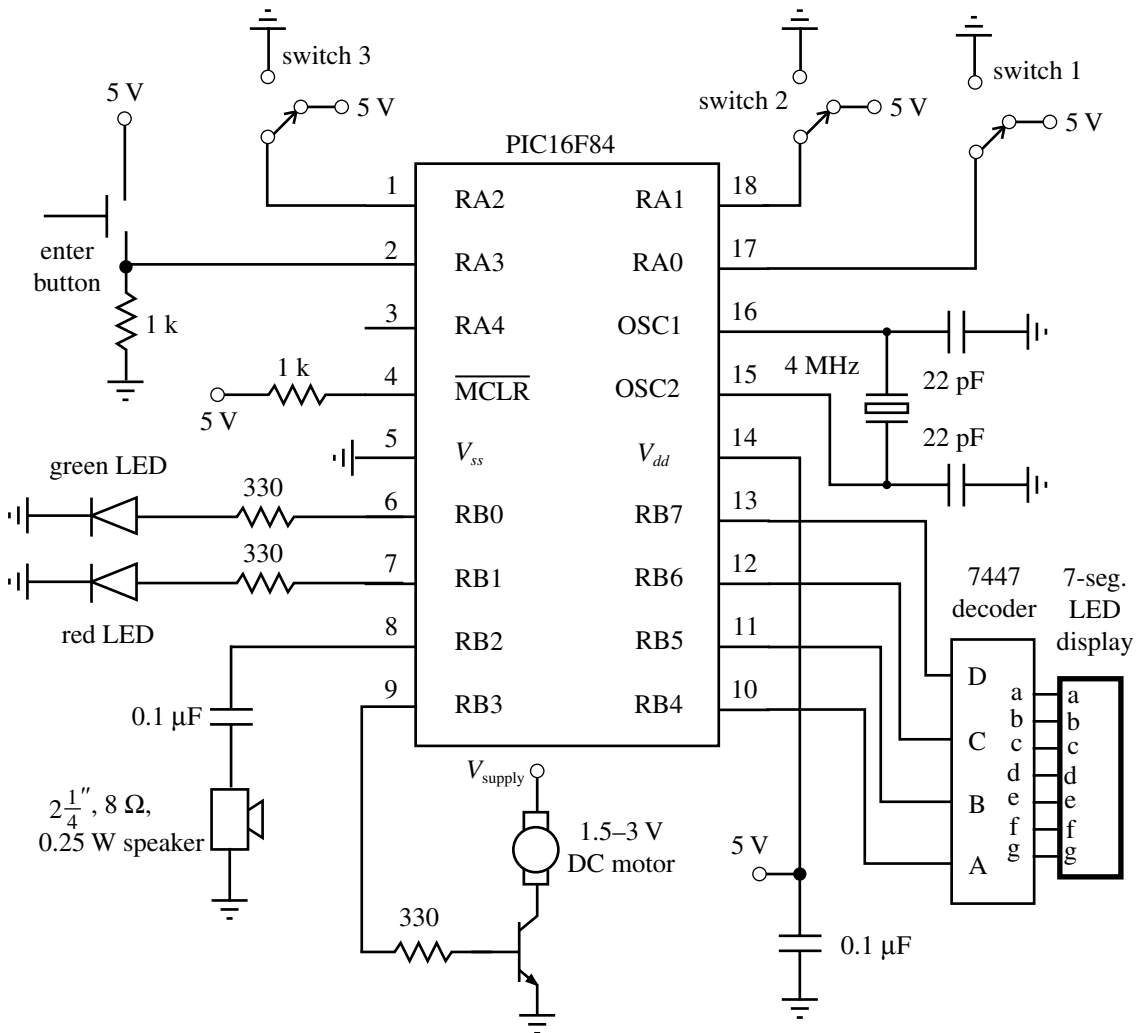 switch 3
5 V
5 V
switch 2
5 V
switch 1
5 V
PIC16F84
1
RA2
RA1
18
enter
button
2
RA3
RA0
17
1 k
3
RA4
OSC1
16
1 k
5 V
4
MCLR
OSC2
15
4 MHz
22 pF
22 pF
5
Vss
Vdd
14
green LED
330
6
RB0
RB7
13
330
7
RB1
RB6
12
red LED
8
RB2
RB5
11
9
RB3
RB4
10
7447
decoder
7-seg.
LED
display
D
C
B
A
a a
b b
c c
d d
e e
f f
g g
0.1 µF
2 1/4″, 8 Ω,
0.25 W speaker
Vsupply
1.5–3 V
DC motor
330
5 V
0.1 µF